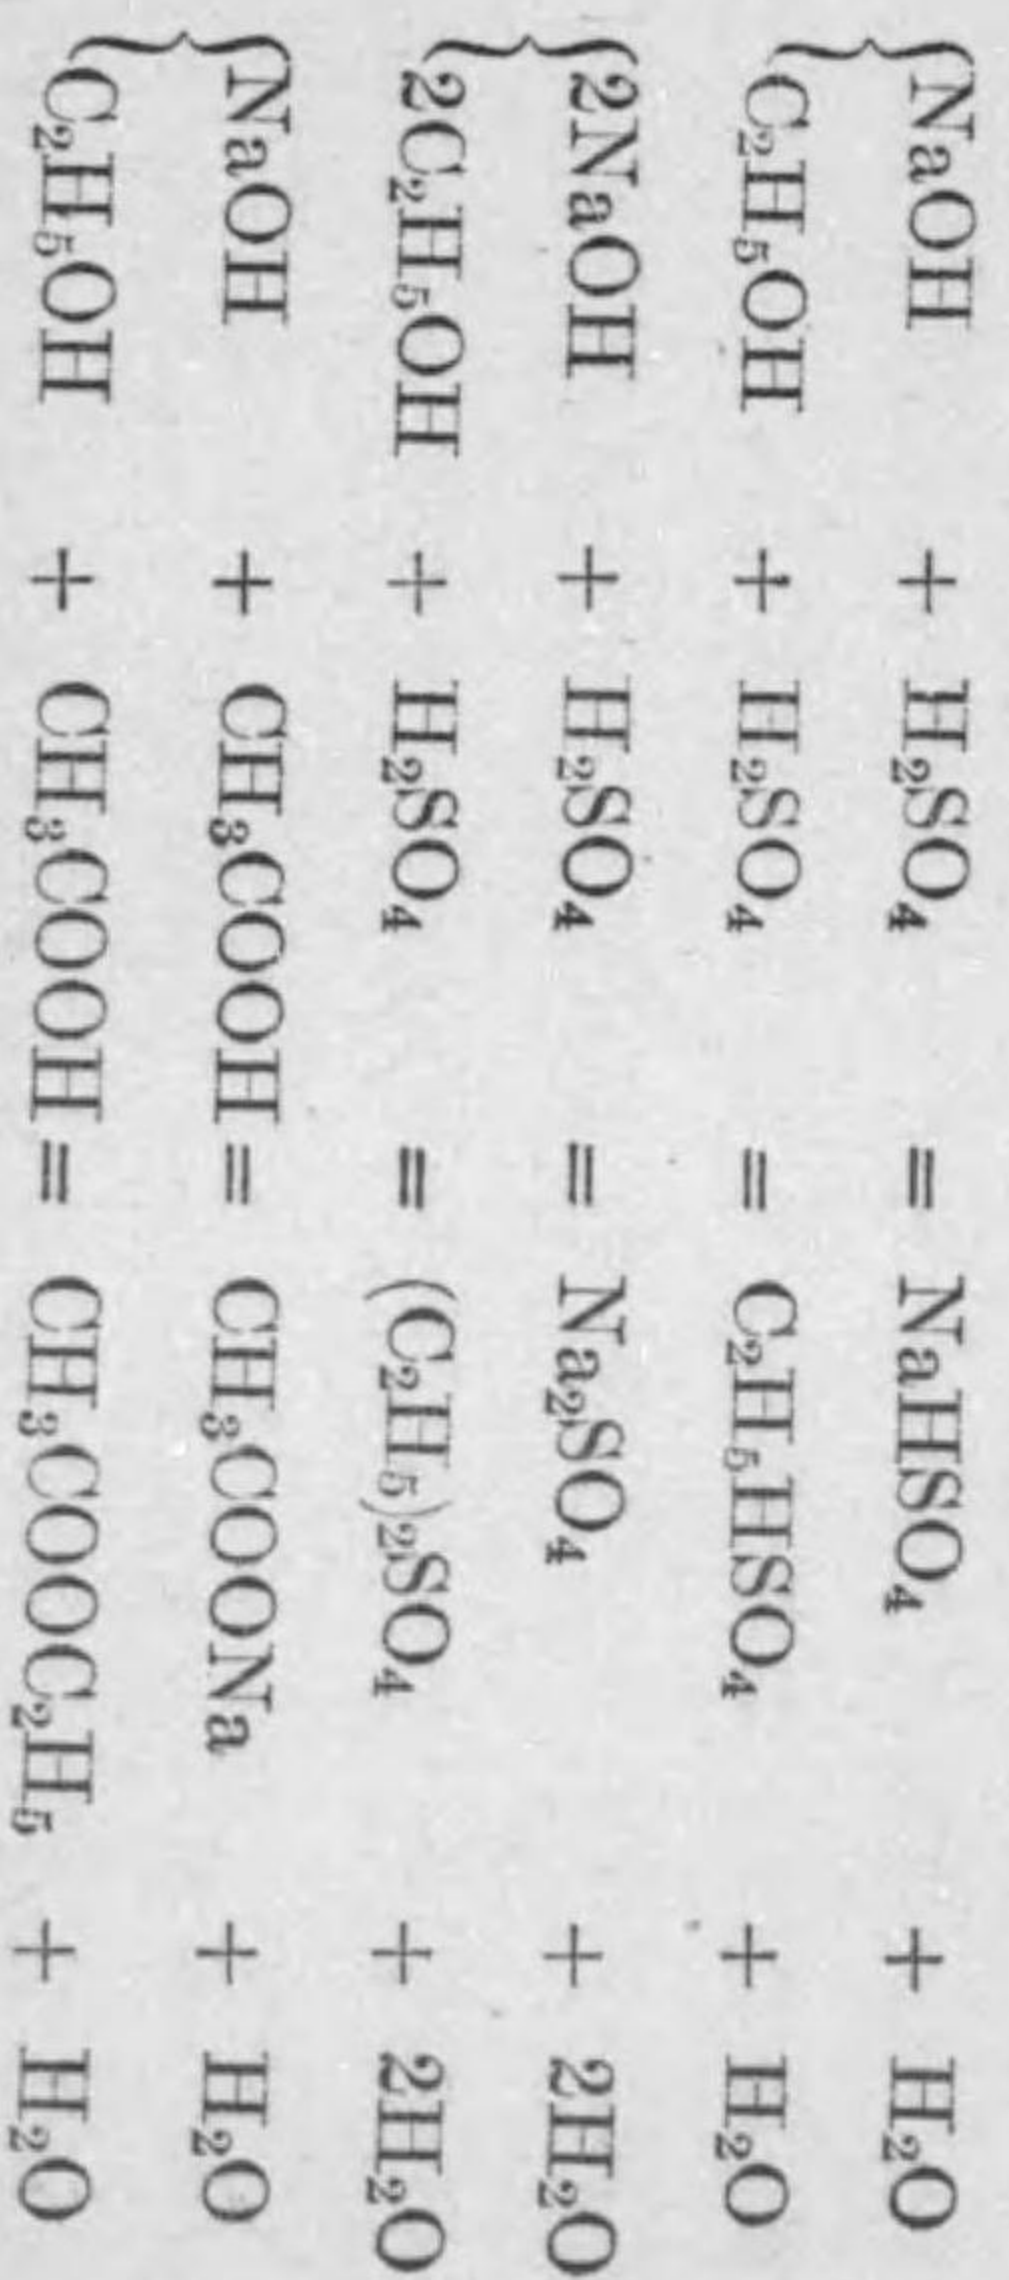 NaOH + H₂SO₄ = NaHSO₄ + H₂O
C₂H₅OH + H₂SO₄ = C₂H₅HSO₄ + H₂O
2NaOH + H₂SO₄ = Na₂SO₄ + 2H₂O
2C₂H₅OH + H₂SO₄ = (C₂H₅)₂SO₄ + 2H₂O
NaOH + CH₃COOH = CH₃COONa + H₂O
C₂H₅OH + CH₃COOH = CH₃COOC₂H₅ + H₂O